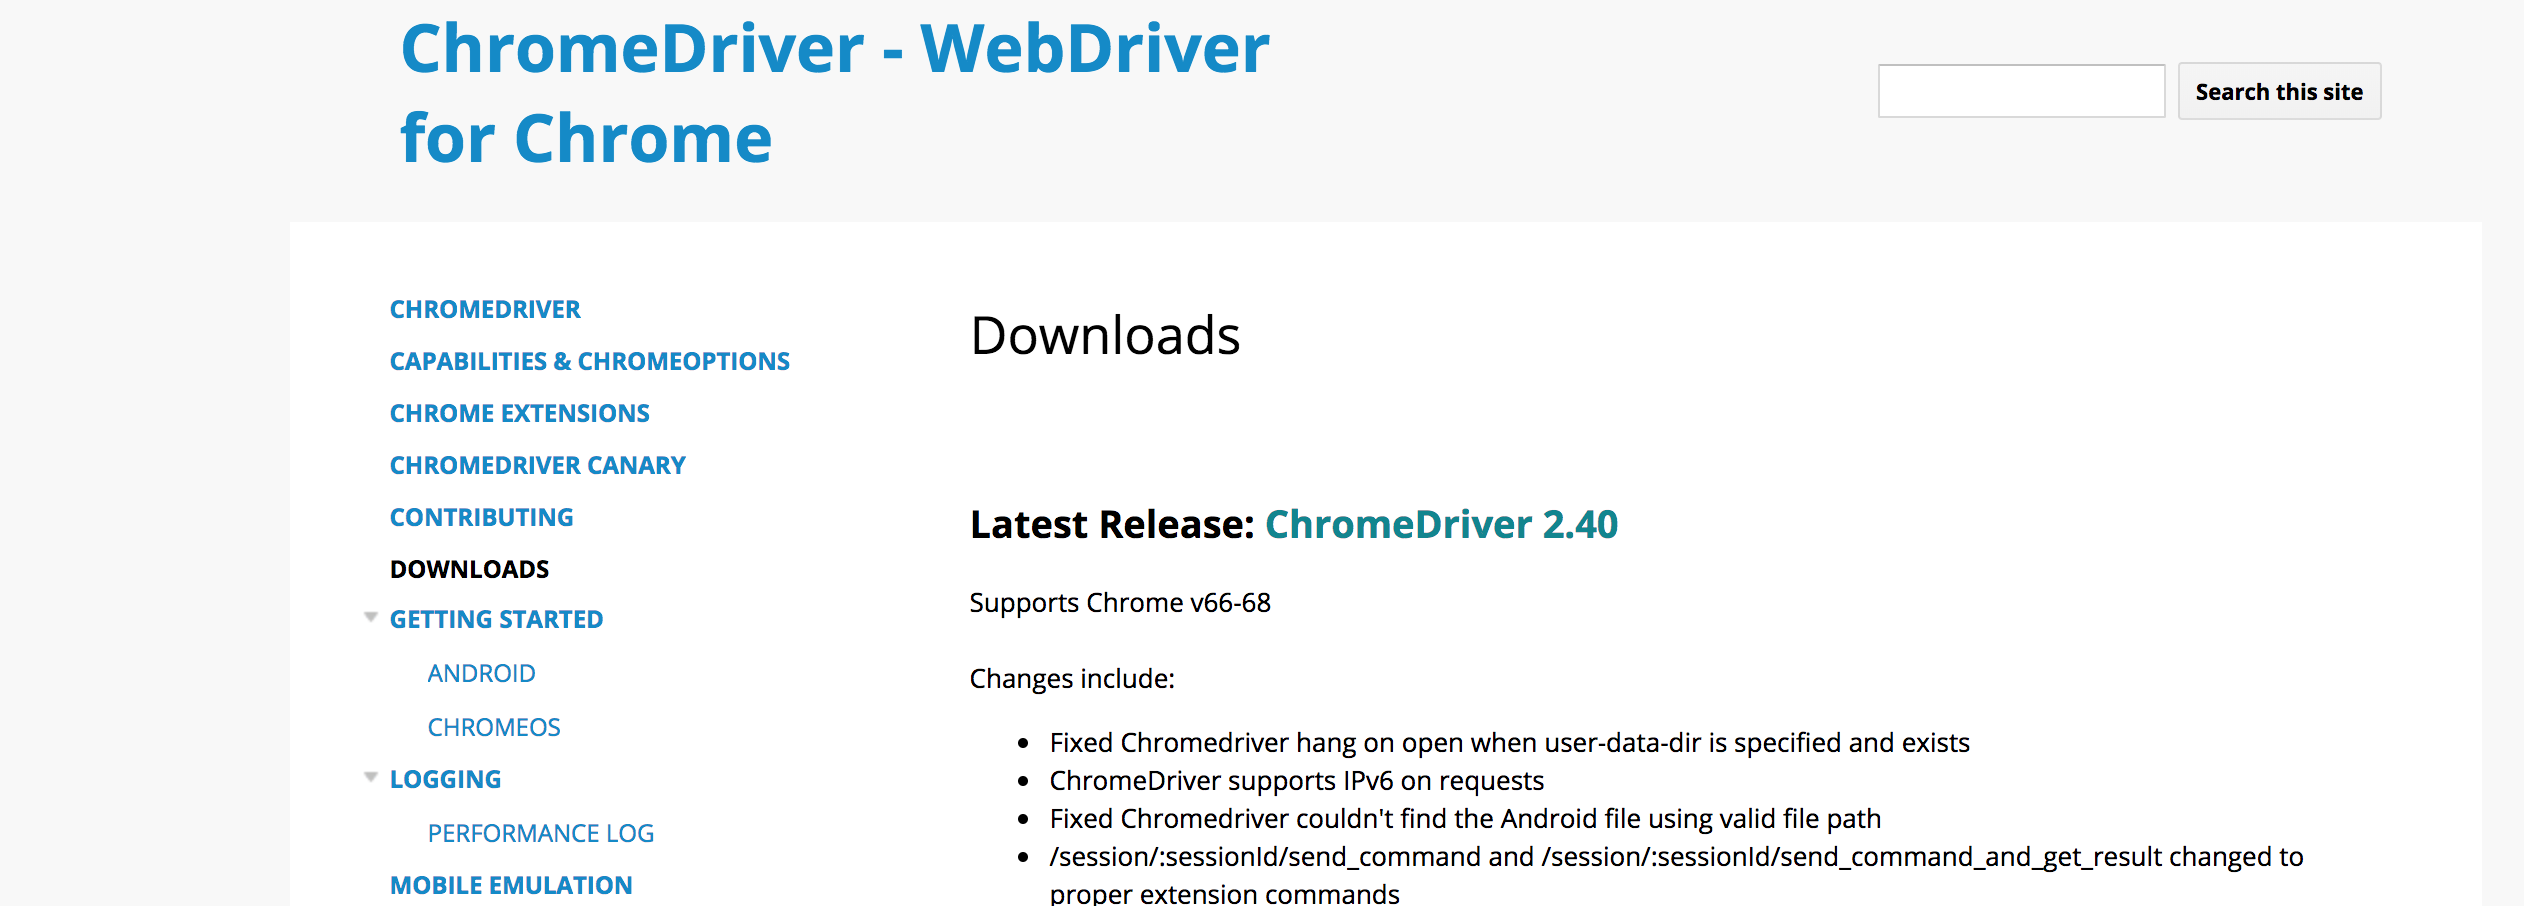 ChromeDriver - WebDriver
for Chrome
Search this site
CHROMEDRIVER
CAPABILITIES & CHROMEOPTIONS
CHROME EXTENSIONS
CHROMEDRIVER CANARY
CONTRIBUTING
DOWNLOADS
GETTING STARTED
ANDROID
CHROMEOS
LOGGING
PERFORMANCE LOG
MOBILE EMULATION
Downloads
Latest Release: ChromeDriver 2.40
Supports Chrome v66-68
Changes include:
• Fixed Chromedriver hang on open when user-data-dir is specified and exists
• ChromeDriver supports IPv6 on requests
• Fixed Chromedriver couldn't find the Android file using valid file path
• /session/:sessionId/send_command and /session/:sessionId/send_command_and_get_result changed to
proper extension commands